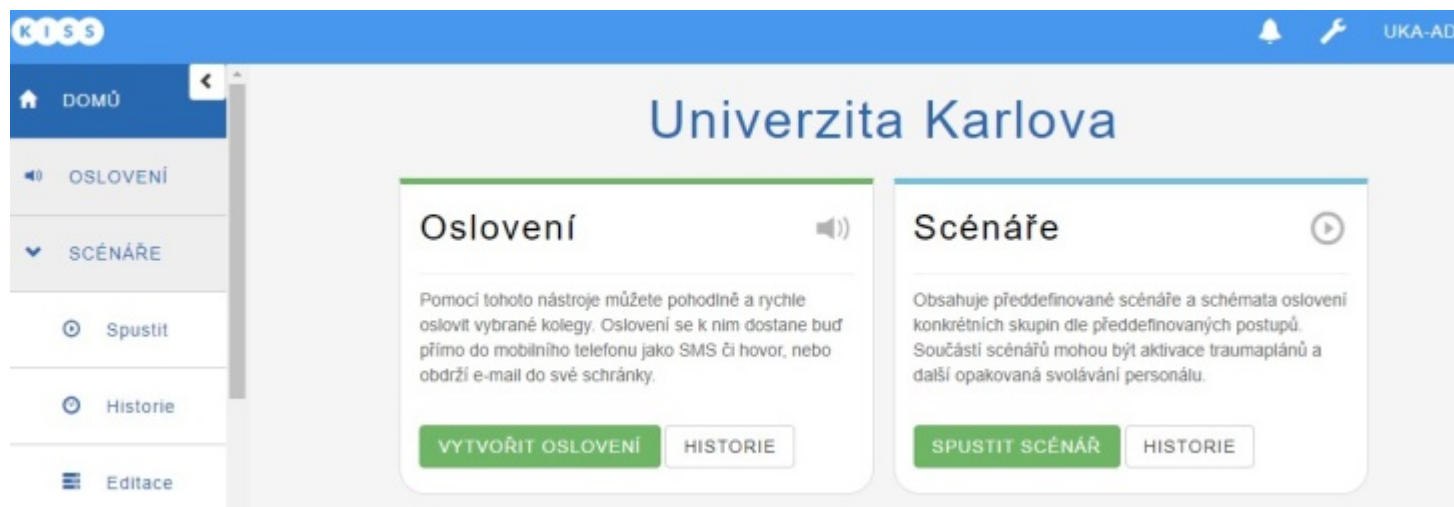 KISS
UKA-AD
DOMŮ
OSLOVENÍ
SCÉNÁŘE
Spustit
Historie
Editace
Univerzita Karlova
Oslovení
Pomocí tohoto nástroje můžete pohodlně a rychle
oslovit vybrané kolegy. Oslovení se k nim dostane buď
přímo do mobilního telefonu jako SMS či hovor, nebo
obdrží e-mail do své schránky.
VYTVOŘIT OSLOVENÍ
HISTORIE
Scénáře
Obsahuje předdefinované scénáře a schémata oslovení
konkrétních skupin dle předdefinovaných postupů.
Součástí scénářů mohou být aktivace traumaplánů a
další opakovaná svolávání personálu.
SPUSTIT SCÉNÁŘ
HISTORIE